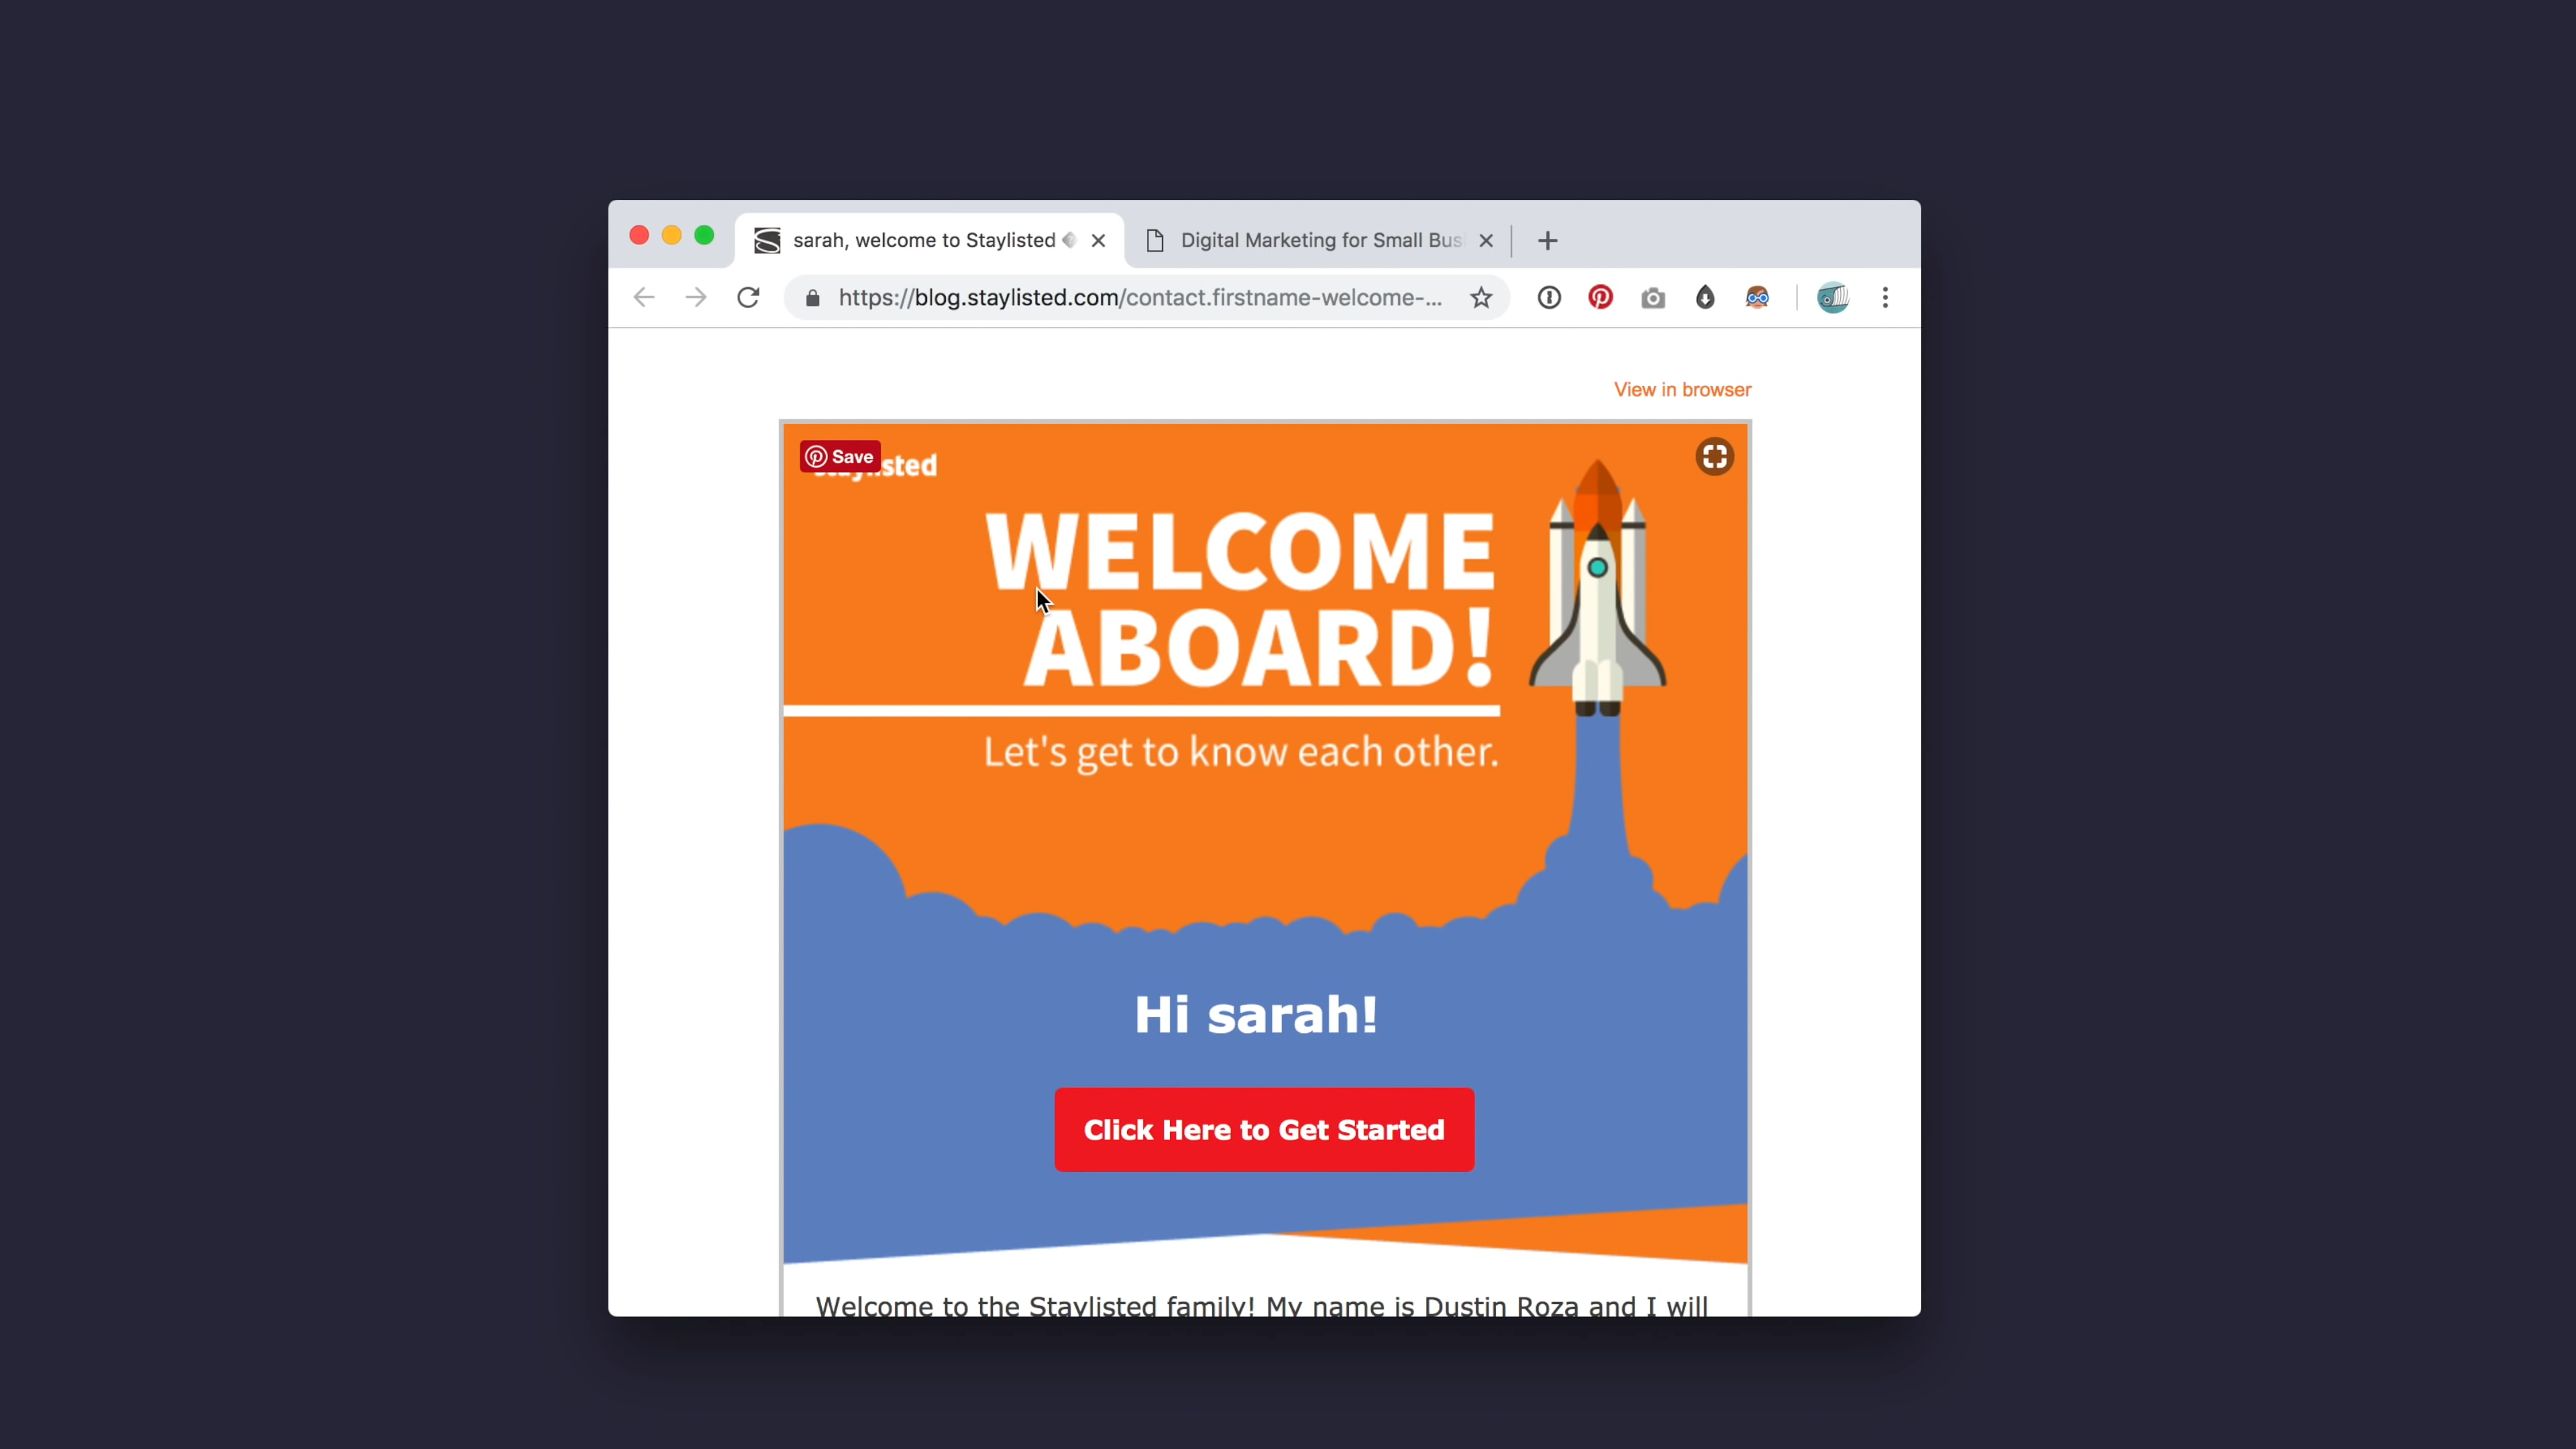 sarah, welcome to Staylisted
Digital Marketing for Small Bus
https://blog.staylisted.com/contact.firstname-welcome-...
View in browser
Save
staylisted
WELCOME
ABOARD!
Let's get to know each other.
Hi sarah!
Click Here to Get Started
Welcome to the Staylisted family! My name is Dustin Roza and I will